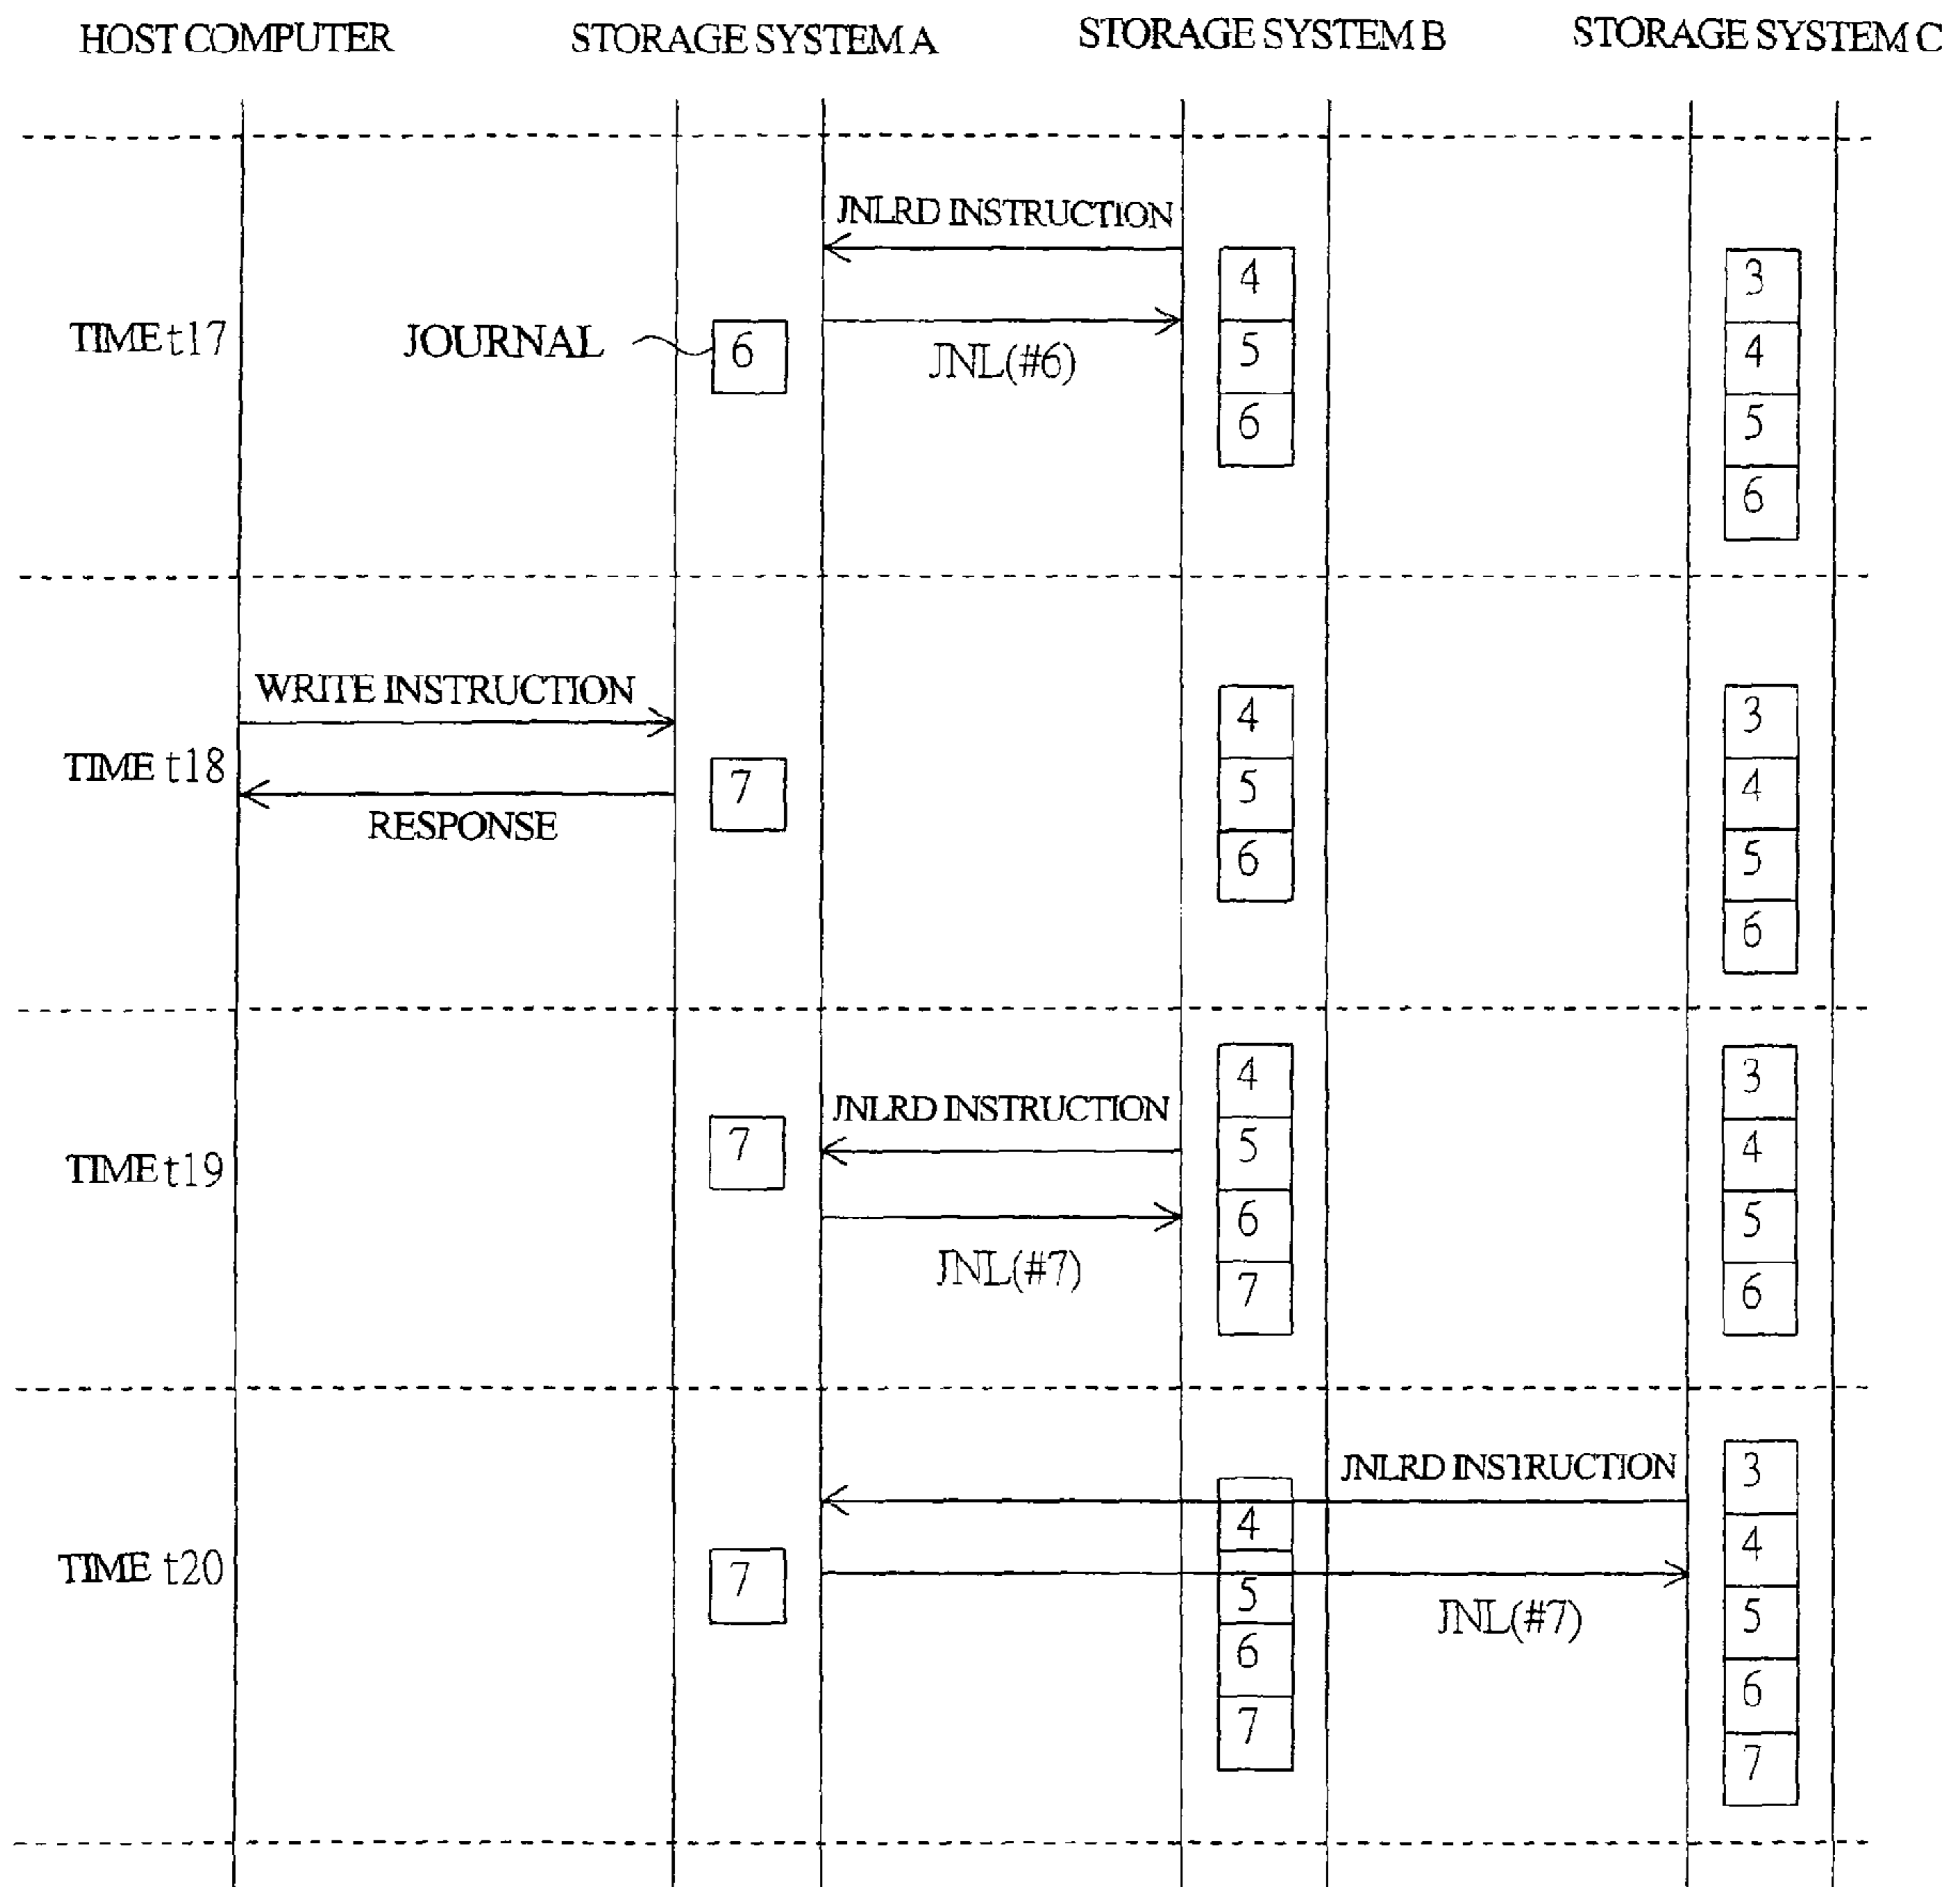 HOST COMPUTER STORAGE SYSTEM A STORAGE SYSTEM B STORAGE SYSTEM C
TIME t17
JOURNAL
6
JNLRD INSTRUCTION
JNL(#6)
4
5
6
3
4
5
6
TIME t18
WRITE INSTRUCTION
RESPONSE
7
4
5
6
3
4
5
6
TIME t19
7
JNLRD INSTRUCTION
JNL(#7)
4
5
6
7
3
4
5
6
TIME t20
7
JNLRD INSTRUCTION
JNL(#7)
4
5
6
7
3
4
5
6
7